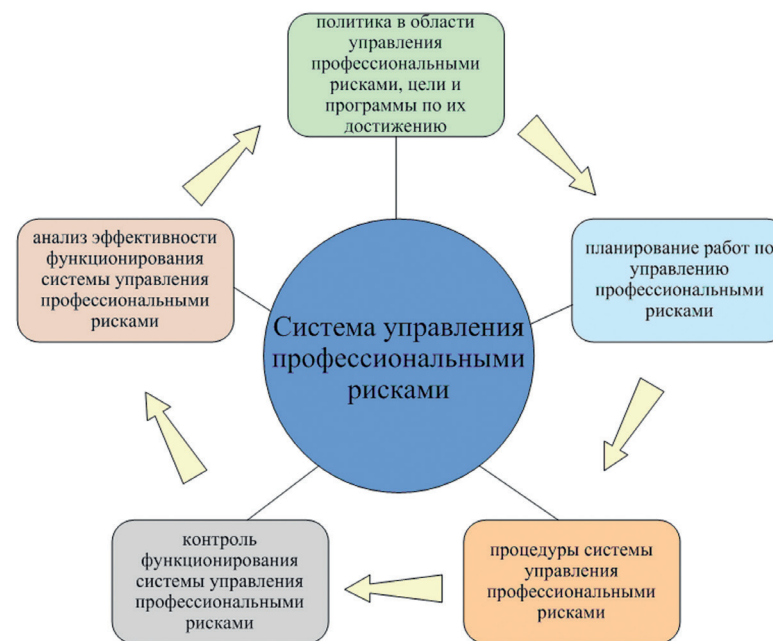 политика в области
управления
профессиональными
рисками, цели и
программы по их
достижению
анализ эффективности
функционирования
системы управления
профессиональными
рисками
планирование работ по
управлению
профессиональными
рисками
Система управления
профессиональными
рисками
контроль
функционирования
системы управления
профессиональными
рисками
процедуры системы
управления
профессиональными
рисками